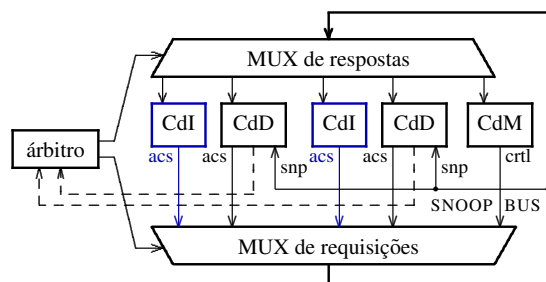 MUX de respostas
CdI CdD CdI CdD CdM
árbitro
acs acs snp acs acs snp crtl
SNOOP BUS
MUX de requisições